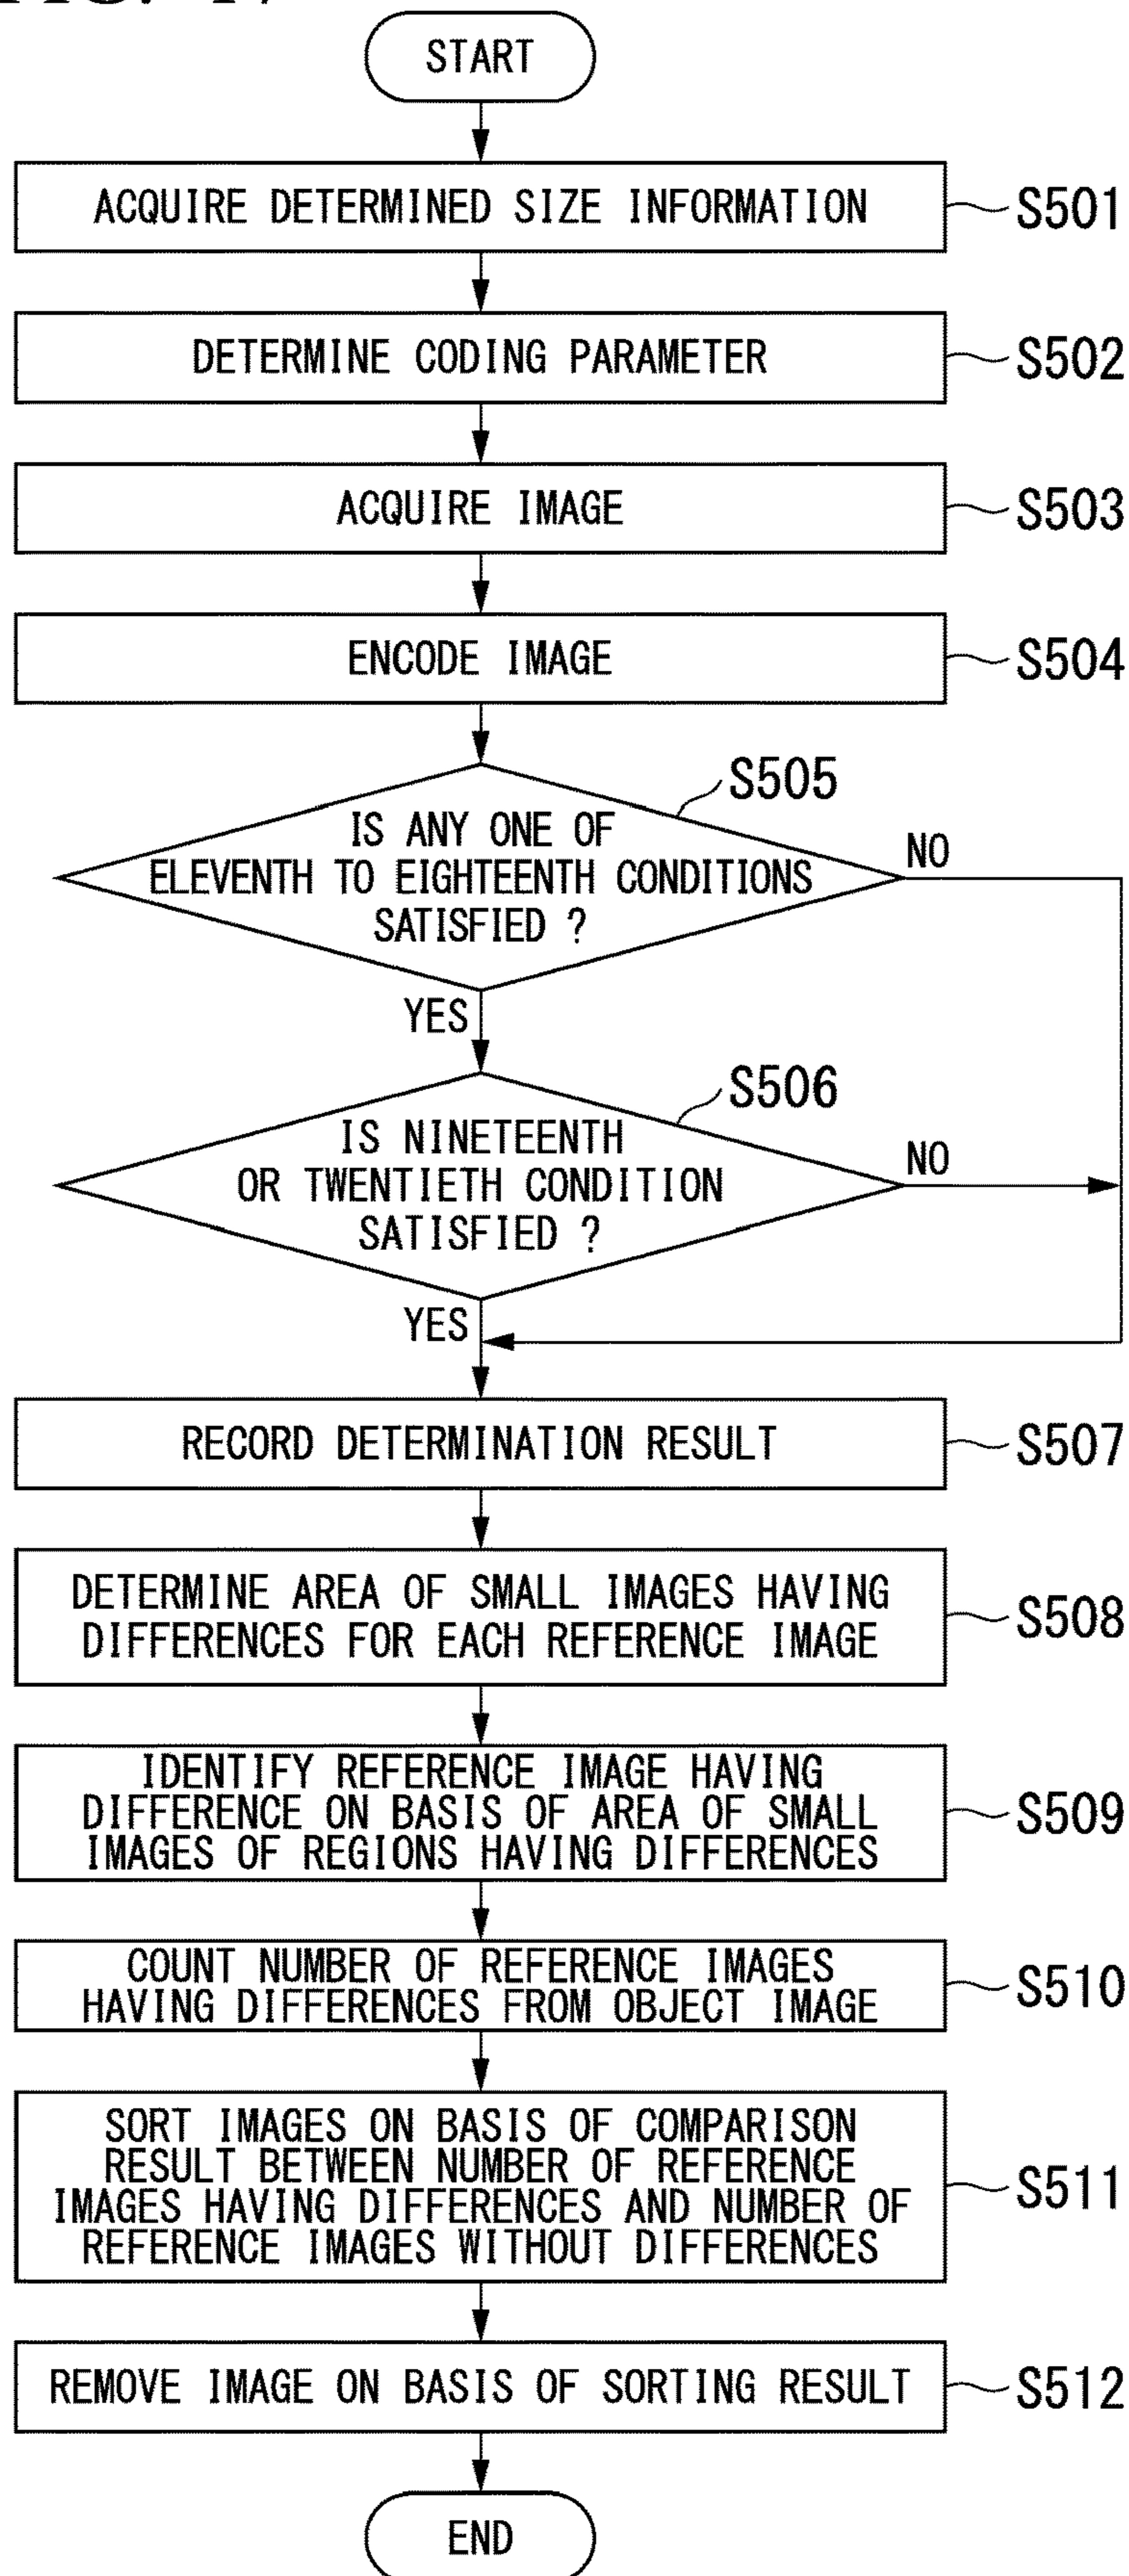 START
ACQUIRE DETERMINED SIZE INFORMATION
S501
DETERMINE CODING PARAMETER
S502
ACQUIRE IMAGE
S503
ENCODE IMAGE
S504
S505
IS ANY ONE OF
ELEVENTH TO EIGHTEENTH CONDITIONS
SATISFIED ?
NO
YES
S506
IS NINETEENTH
OR TWENTIETH CONDITION
SATISFIED ?
NO
YES
RECORD DETERMINATION RESULT
S507
DETERMINE AREA OF SMALL IMAGES HAVING
DIFFERENCES FOR EACH REFERENCE IMAGE
S508
IDENTIFY REFERENCE IMAGE HAVING
DIFFERENCE ON BASIS OF AREA OF SMALL
IMAGES OF REGIONS HAVING DIFFERENCES
S509
COUNT NUMBER OF REFERENCE IMAGES
HAVING DIFFERENCES FROM OBJECT IMAGE
S510
SORT IMAGES ON BASIS OF COMPARISON
RESULT BETWEEN NUMBER OF REFERENCE
IMAGES HAVING DIFFERENCES AND NUMBER OF
REFERENCE IMAGES WITHOUT DIFFERENCES
S511
REMOVE IMAGE ON BASIS OF SORTING RESULT
S512
END